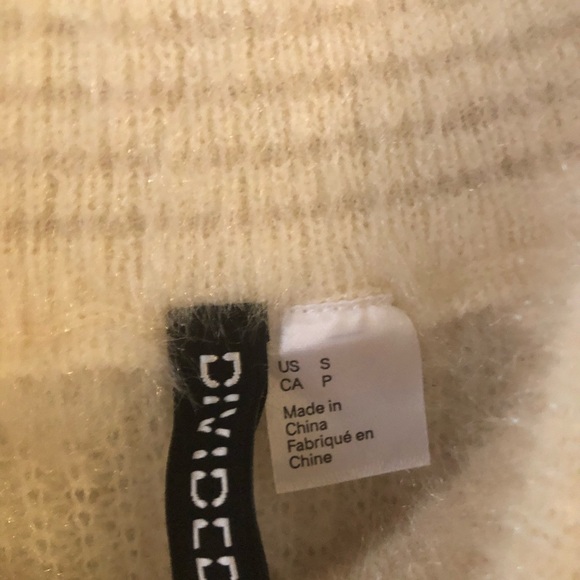 DIVIDED
US S
CA P
Made in
China
Fabriqué en
Chine